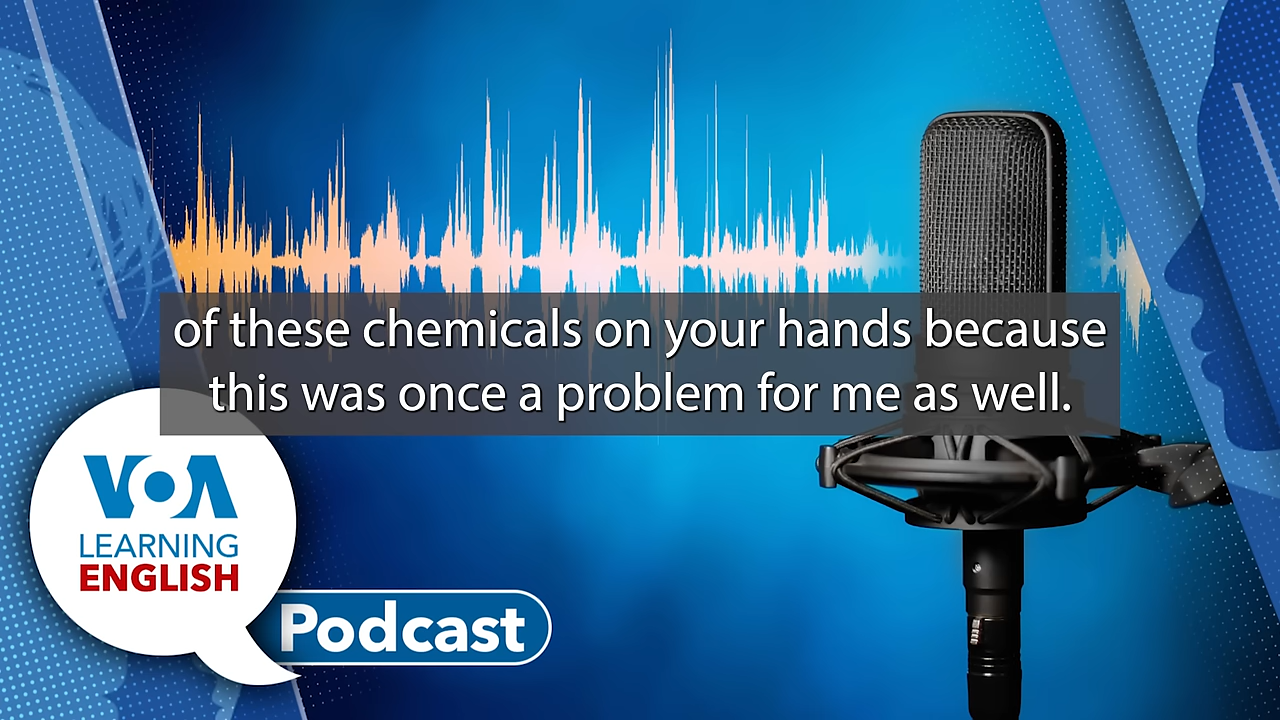 of these chemicals on your hands because
this was once a problem for me as well.
VOA
LEARNING
ENGLISH
Podcast